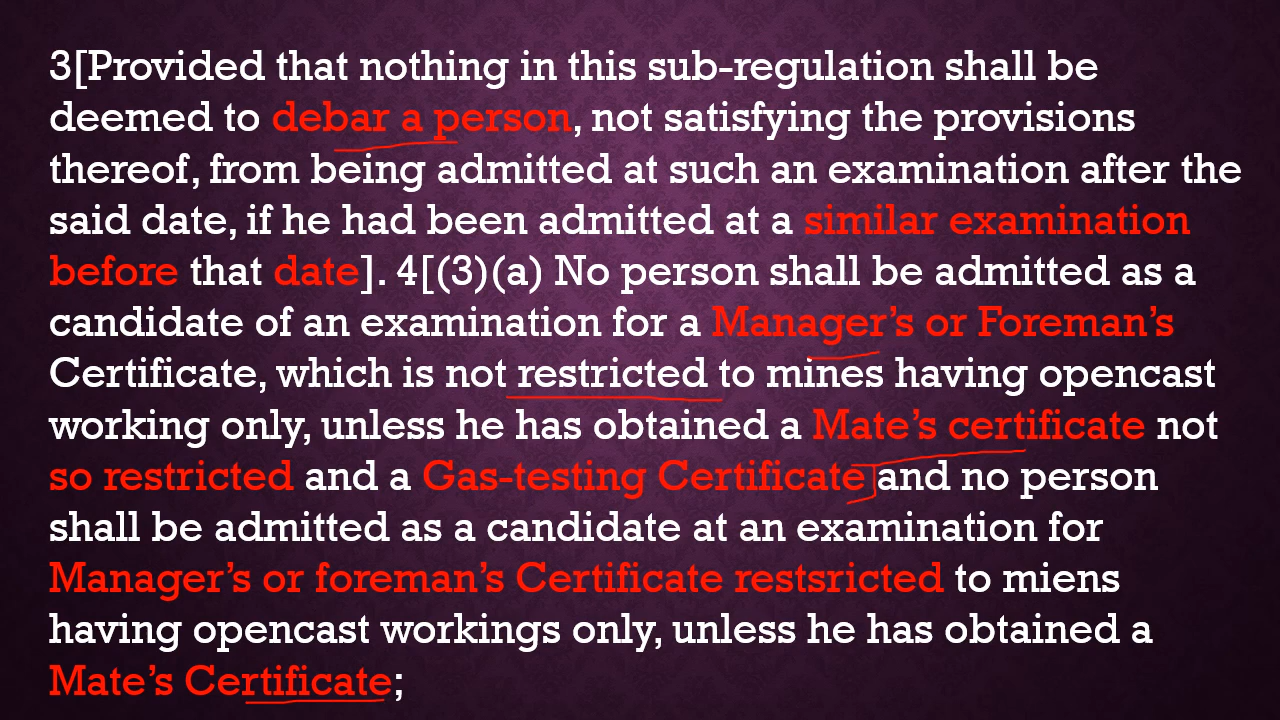 3[Provided that nothing in this sub-regulation shall be
deemed to debar a person, not satisfying the provisions
thereof, from being admitted at such an examination after the
said date, if he had been admitted at a similar examination
before that date]. 4[(3)(a) No person shall be admitted as a
candidate of an examination for a Manager’s or Foreman’s
Certificate, which is not restricted to mines having opencast
working only, unless he has obtained a Mate’s certificate not
so restricted and a Gas-testing Certificate and no person
shall be admitted as a candidate at an examination for
Manager’s or foreman’s Certificate restsricted to miens
having opencast workings only, unless he has obtained a
Mate’s Certificate;